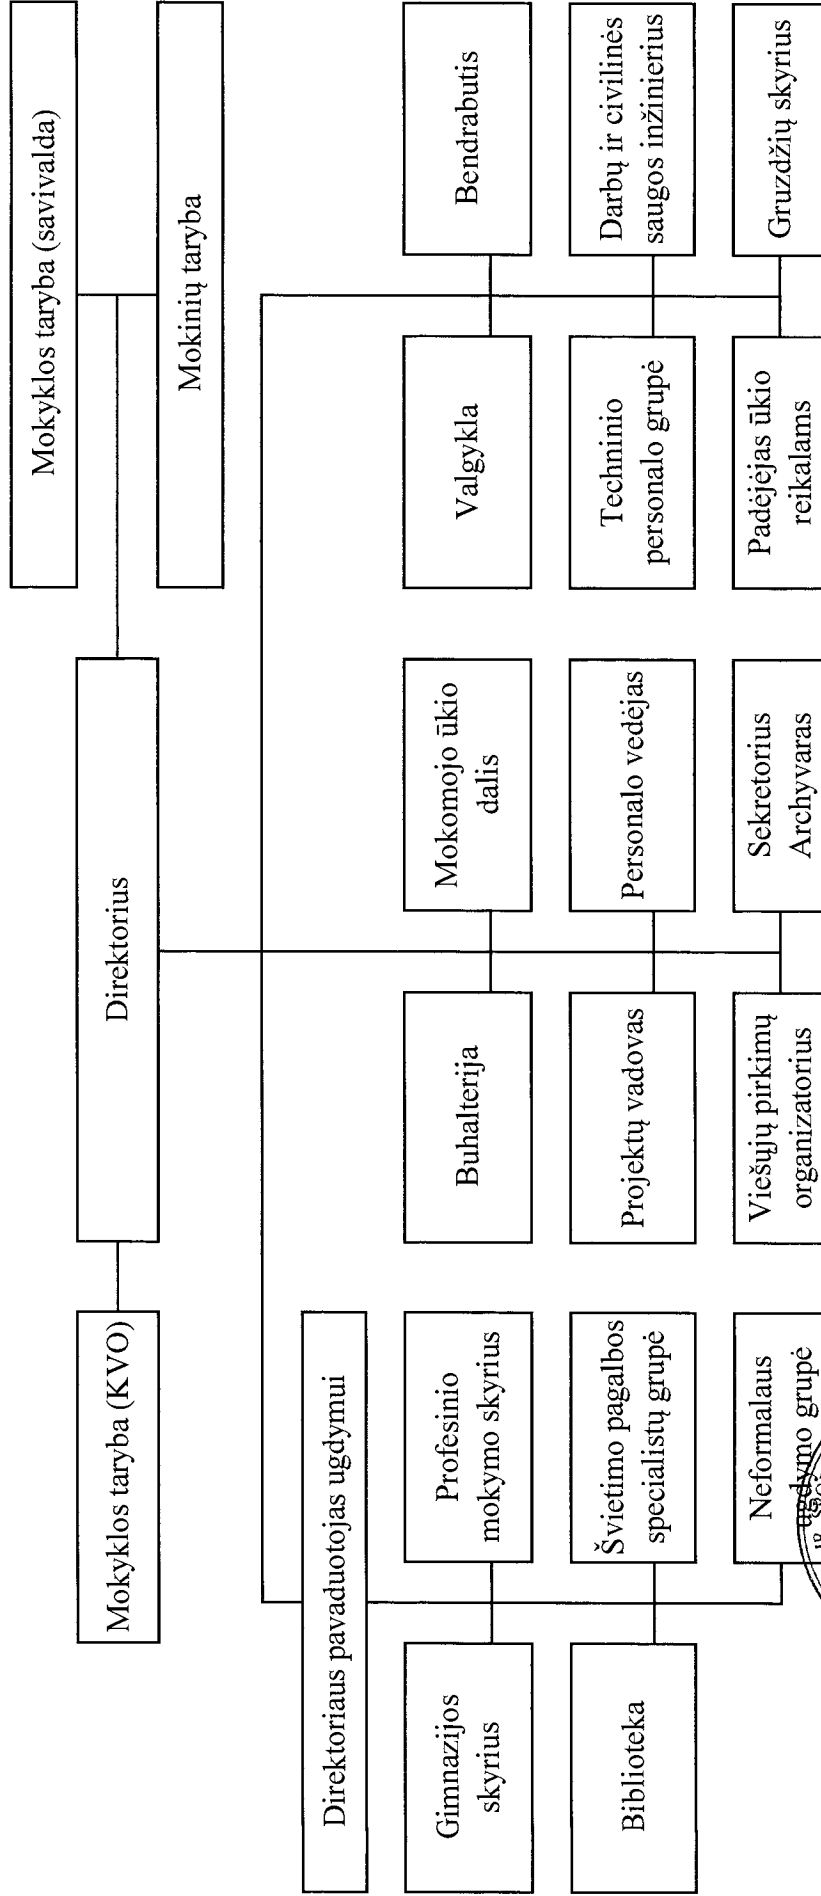 Mokyklos taryba (KVO)
Direktorius
Mokyklos taryba (savivalda)
Mokinių taryba
Direktoriaus pavaduotojas ugdymui
Gimnazijos
skyrius
Profesinio
mokymo skyrius
Buhalterija
Mokomojo ūkio
dalis
Valgykla
Bendrabutis
Biblioteka
Švietimo pagalbos
specialistų grupė
Projektų vadovas
Personalo vedėjas
Techninio
personalo grupė
Darbų ir civilinės
saugos inžinierius
Neformalaus
ugdymo grupė
Viešųjų pirkimų
organizatorius
Sekretorius
Archyvaras
Padėjėjas ūkio
reikalams
Gruzdžių skyrius